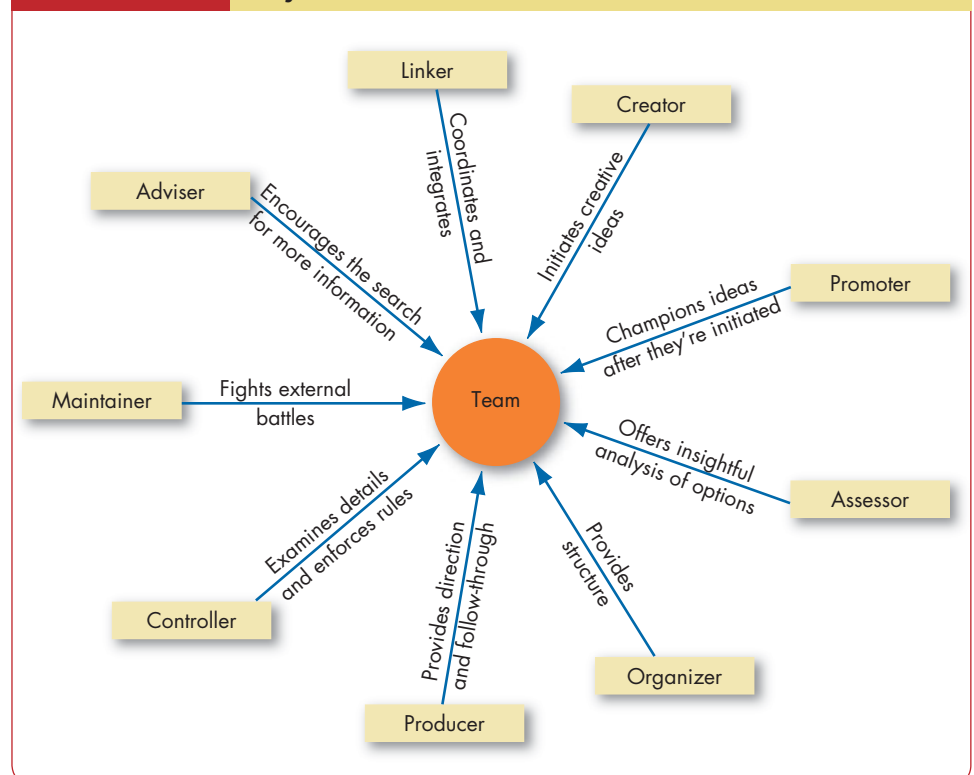 Linker
Coordinates and
integrates
Creator
Initiates creative
ideas
Adviser
Encourages the search
for more information
Promoter
Champions ideas
after they're initiated
Maintainer
Fights external
battles
Team
Offers insightful
analysis of options
Assessor
Examines details
and enforces rules
Controller
Provides direction
and follow-through
Producer
Provides
structure
Organizer